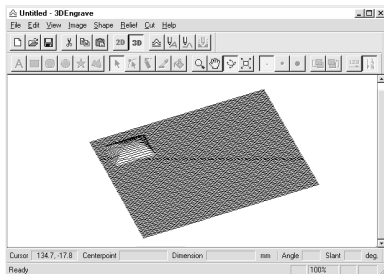 Untitled - 3DEngrave
File Edit View Image Shape Relief Cut Help
2D 3D
A
Cursor 134.7, -17.8 Centerpoint Dimension mm Angle Slant deg.
Ready 100%